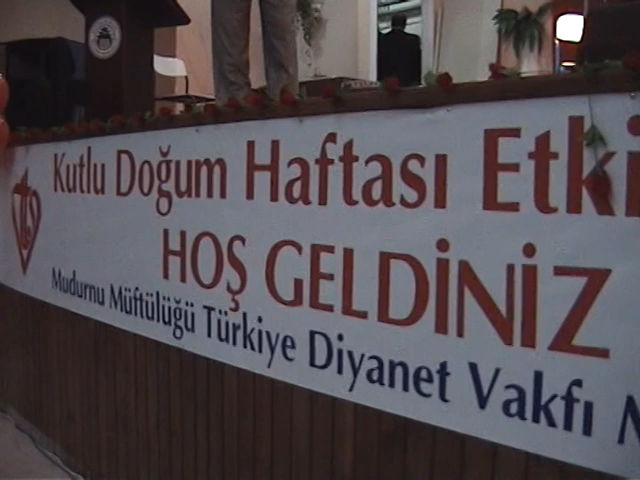 Kutlu Doğum Haftası Etki
HOŞ GELDİNİZ
Mudurnu Müftülüğü Türkiye Diyanet Vakfı M